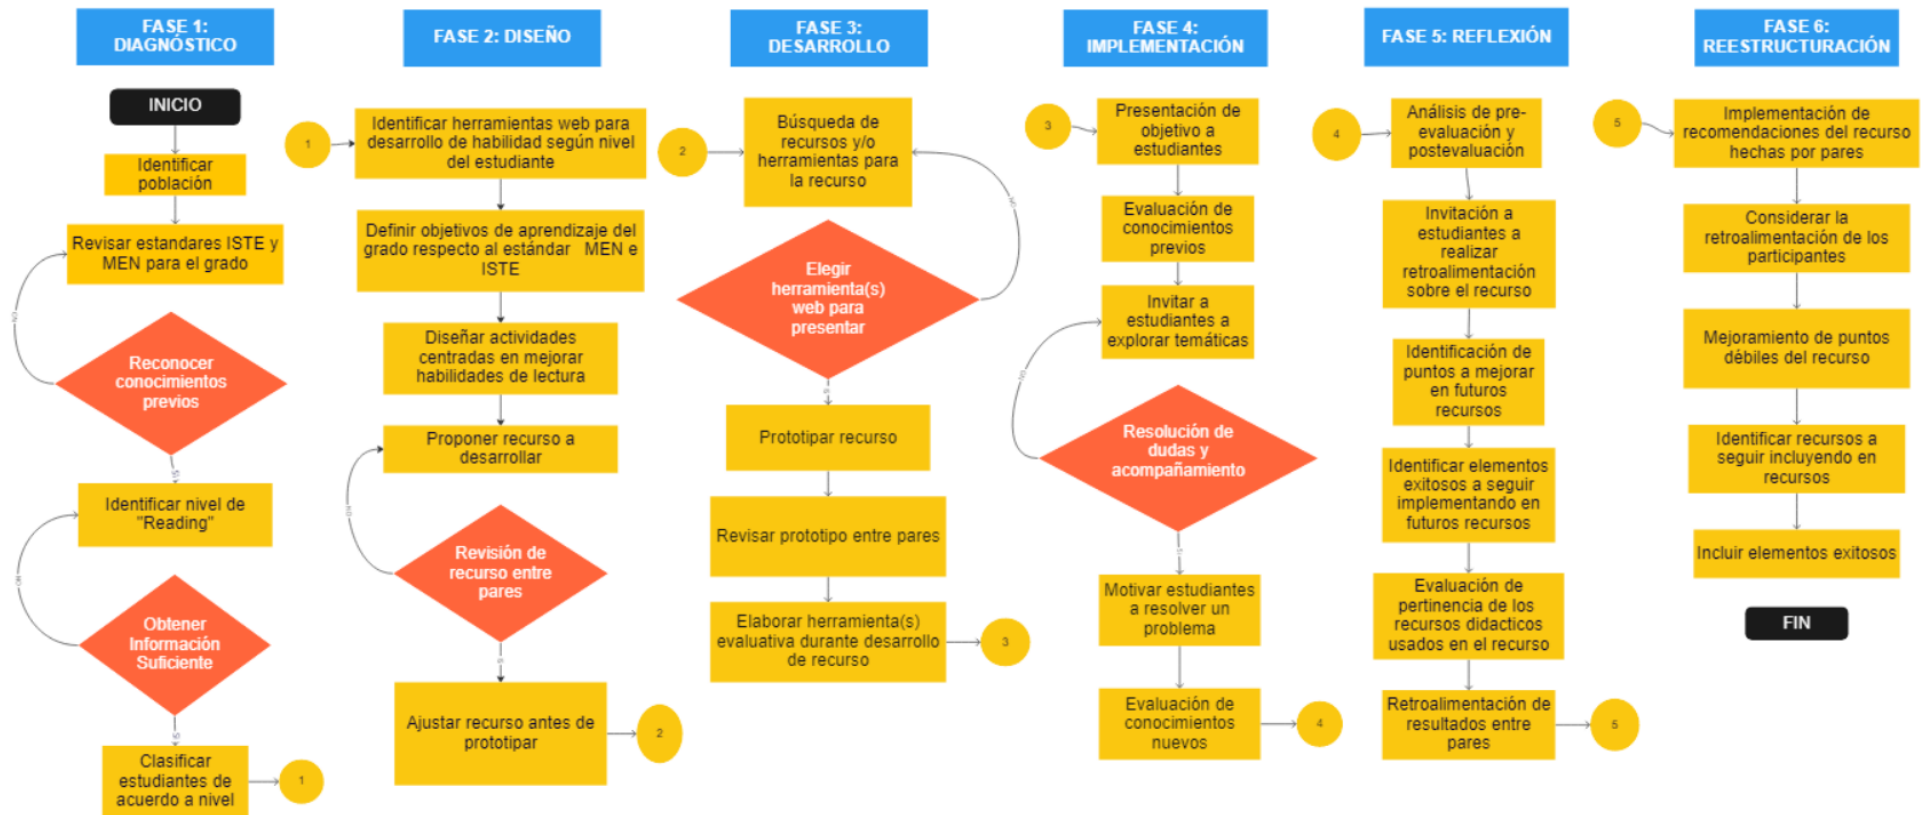 FASE 1:
DIAGNÓSTICO
INICIO
Identificar
población
Revisar estandares ISTE y
MEN para el grado
NO
Reconocer
conocimientos
previos
SI
Identificar nivel de
"Reading"
NO
Obtener
Información
Suficiente
SI
Clasificar
estudiantes de
acuerdo a nivel
1
FASE 2: DISEÑO
1
Identificar herramientas web para
desarrollo de habilidad según nivel
del estudiante
Definir objetivos de aprendizaje del
grado respecto al estándar MEN e
ISTE
Diseñar actividades
centradas en mejorar
habilidades de lectura
Proponer recurso a
desarrollar
NO
Revisión de
recurso entre
pares
SI
Ajustar recurso antes de
prototipar
2
FASE 3:
DESARROLLO
2
Búsqueda de
recursos y/o
herramientas para
la recurso
NO
Elegir
herramienta(s)
web para
presentar
SI
Prototipar recurso
Revisar prototipo entre pares
Elaborar herramienta(s)
evaluativa durante desarrollo
de recurso
3
FASE 4:
IMPLEMENTACIÓN
3
Presentación de
objetivo a
estudiantes
Evaluación de
conocimientos
previos
Invitar a
estudiantes a
explorar temáticas
NO
Resolución de
dudas y
acompañamiento
SI
Motivar estudiantes
a resolver un
problema
Evaluación de
conocimientos
nuevos
4
FASE 5: REFLEXIÓN
4
Análisis de pre-
evaluación y
postevaluación
Invitación a
estudiantes a
realizar
retroalimentación
sobre el recurso
Identificación de
puntos a mejorar
en futuros
recursos
Identificar elementos
exitosos a seguir
implementando en
futuros recursos
Evaluación de
pertinencia de los
recursos didacticos
usados en el recurso
Retroalimentación de
resultados entre
pares
5
FASE 6:
REESTRUCTURACIÓN
5
Implementación de
recomendaciones del recurso
hechas por pares
Considerar la
retroalimentación de los
participantes
Mejoramiento de puntos
débiles del recurso
Identificar recursos a
seguir incluyendo en
recursos
Incluir elementos exitosos
FIN